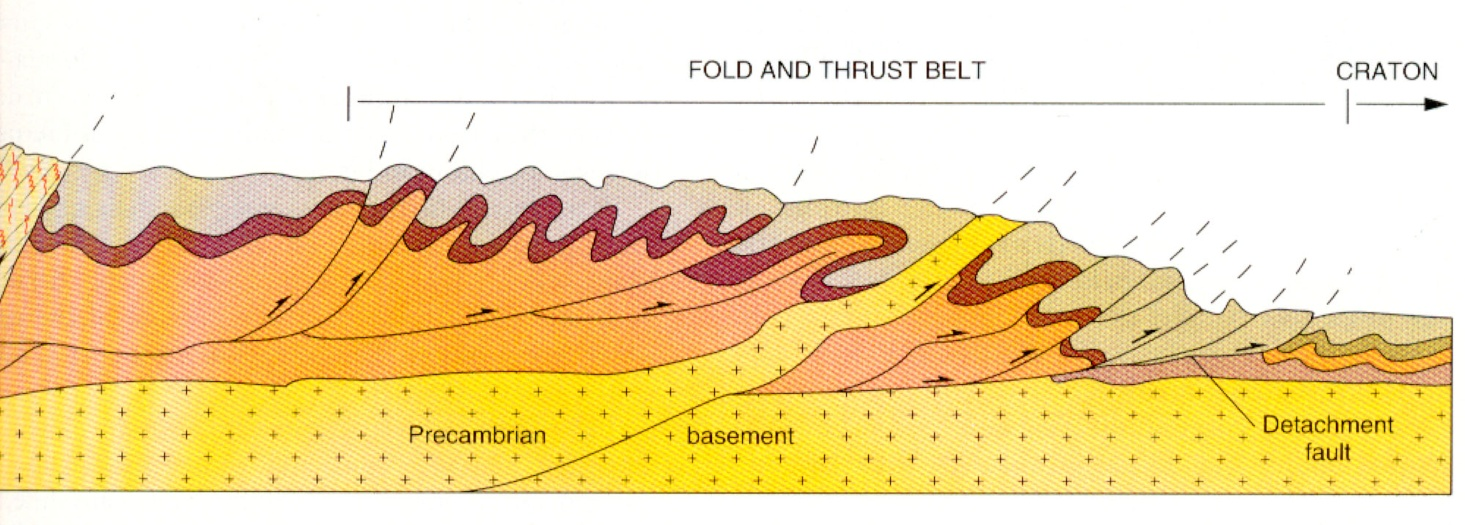 FOLD AND THRUST BELT
CRATON
Precambrian basement
Detachment
fault